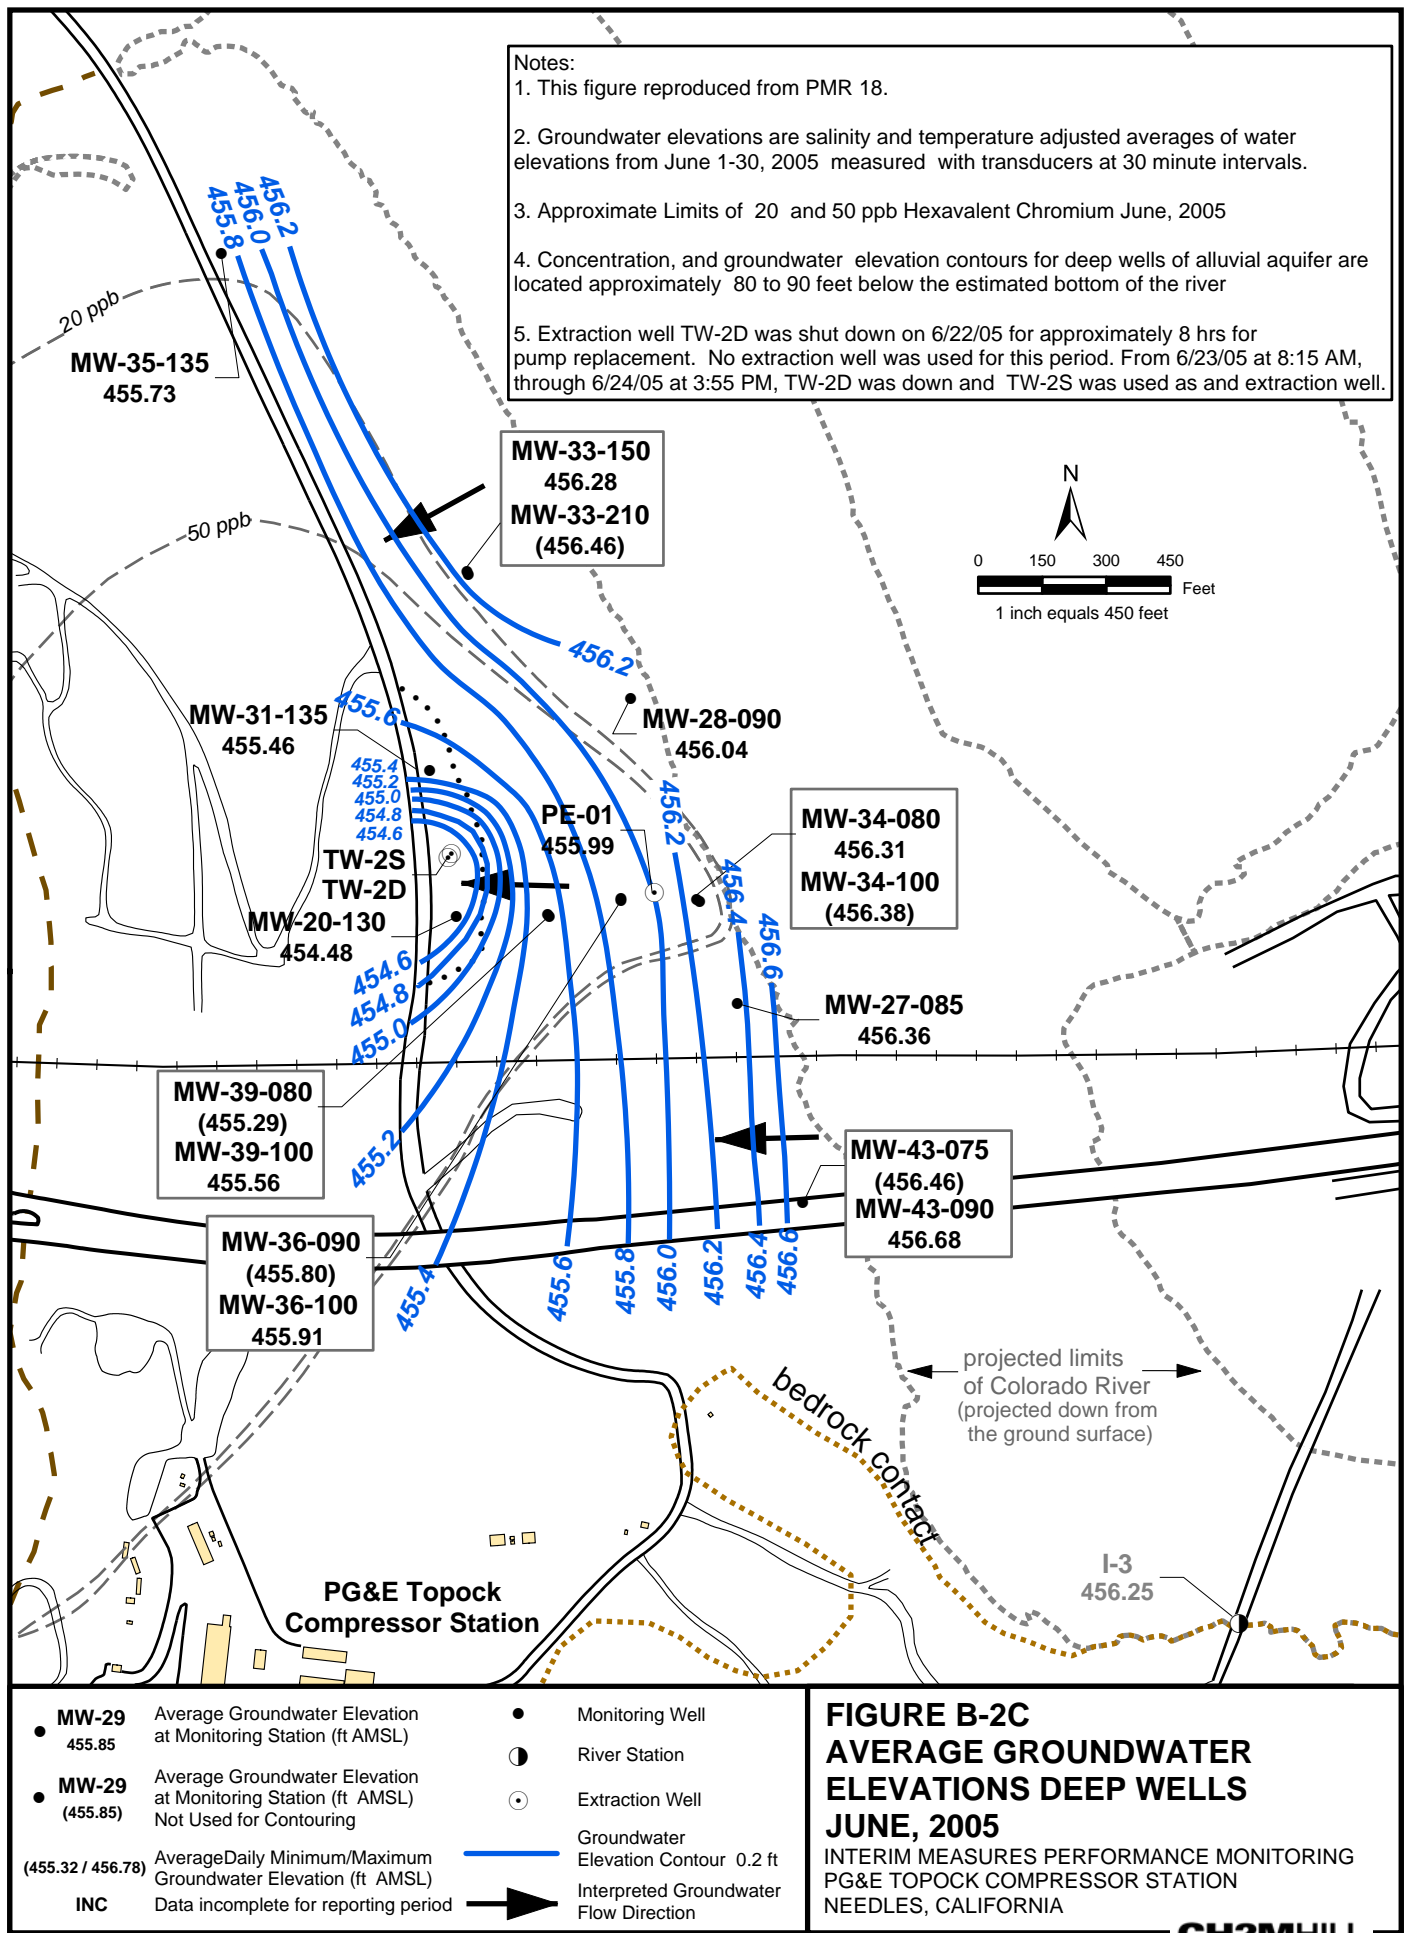 Notes:
1. This figure reproduced from PMR 18.
2. Groundwater elevations are salinity and temperature adjusted averages of water
elevations from June 1-30, 2005 measured with transducers at 30 minute intervals.
3. Approximate Limits of 20 and 50 ppb Hexavalent Chromium June, 2005
4. Concentration, and groundwater elevation contours for deep wells of alluvial aquifer are
located approximately 80 to 90 feet below the estimated bottom of the river
5. Extraction well TW-2D was shut down on 6/22/05 for approximately 8 hrs for
pump replacement. No extraction well was used for this period. From 6/23/05 at 8:15 AM,
through 6/24/05 at 3:55 PM, TW-2D was down and TW-2S was used as and extraction well.
455.8
456.0
456.2
20 ppb
MW-35-135
455.73
MW-33-150
456.28
MW-33-210
(456.46)
N
0 150 300 450
Feet
1 inch equals 450 feet
50 ppb
456.2
MW-31-135
455.46
455.6
MW-28-090
456.04
455.4
455.2
455.0
454.8
454.6
PE-01
455.99
456.2
MW-34-080
456.31
MW-34-100
(456.38)
TW-2S
TW-2D
456.4
456.6
MW-20-130
454.48
454.6
454.8
455.0
MW-27-085
456.36
MW-39-080
(455.29)
MW-39-100
455.56
455.2
MW-43-075
(456.46)
MW-43-090
456.68
MW-36-090
(455.80)
MW-36-100
455.91
455.4
455.6
455.8
456.0
456.2
456.4
456.6
projected limits
of Colorado River
(projected down from
the ground surface)
bedrock contact
I-3
456.25
PG&E Topock
Compressor Station
MW-29
455.85
Average Groundwater Elevation
at Monitoring Station (ft AMSL)
MW-29
(455.85)
Average Groundwater Elevation
at Monitoring Station (ft AMSL)
Not Used for Contouring
(455.32 / 456.78)
AverageDaily Minimum/Maximum
Groundwater Elevation (ft AMSL)
INC
Data incomplete for reporting period
Monitoring Well
River Station
Extraction Well
Groundwater
Elevation Contour 0.2 ft
Interpreted Groundwater
Flow Direction
FIGURE B-2C
AVERAGE GROUNDWATER
ELEVATIONS DEEP WELLS
JUNE, 2005
INTERIM MEASURES PERFORMANCE MONITORING
PG&E TOPOCK COMPRESSOR STATION
NEEDLES, CALIFORNIA
CH2MHILL